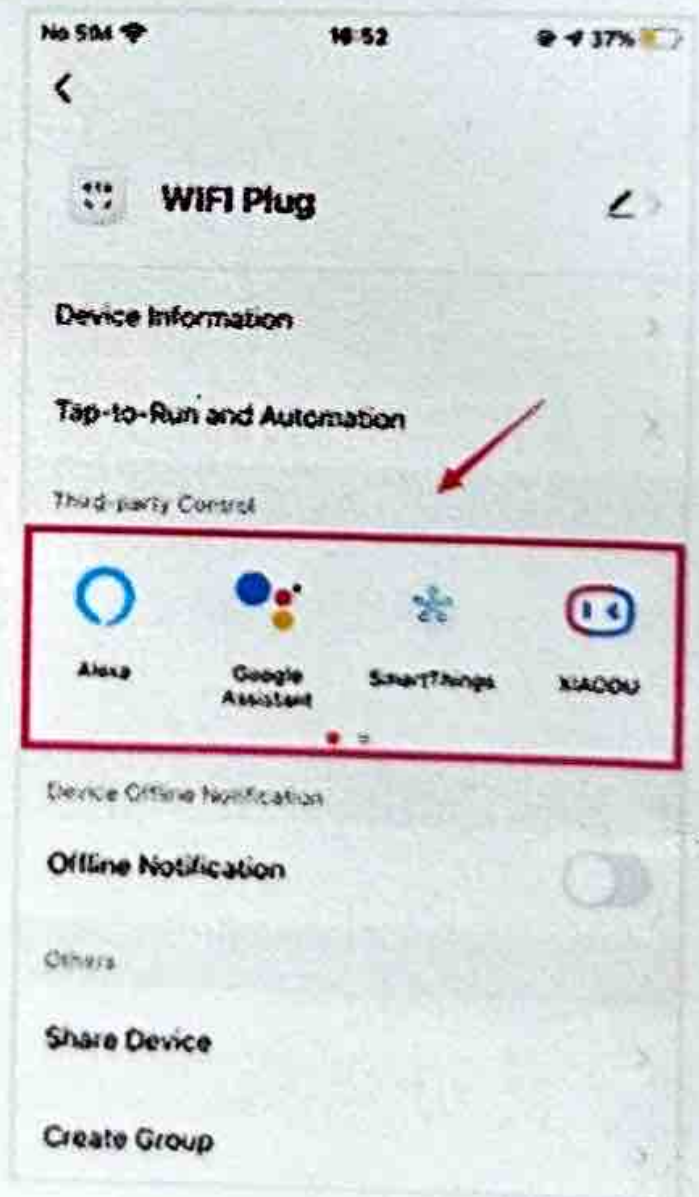 No SIM
16:52
37%
WIFI Plug
Device Information
Tap-to-Run and Automation
Third-party Control
Alexa
Google
Assistant
SmartThings
XIAODU
Device Offline Notification
Offline Notification
Others
Share Device
Create Group